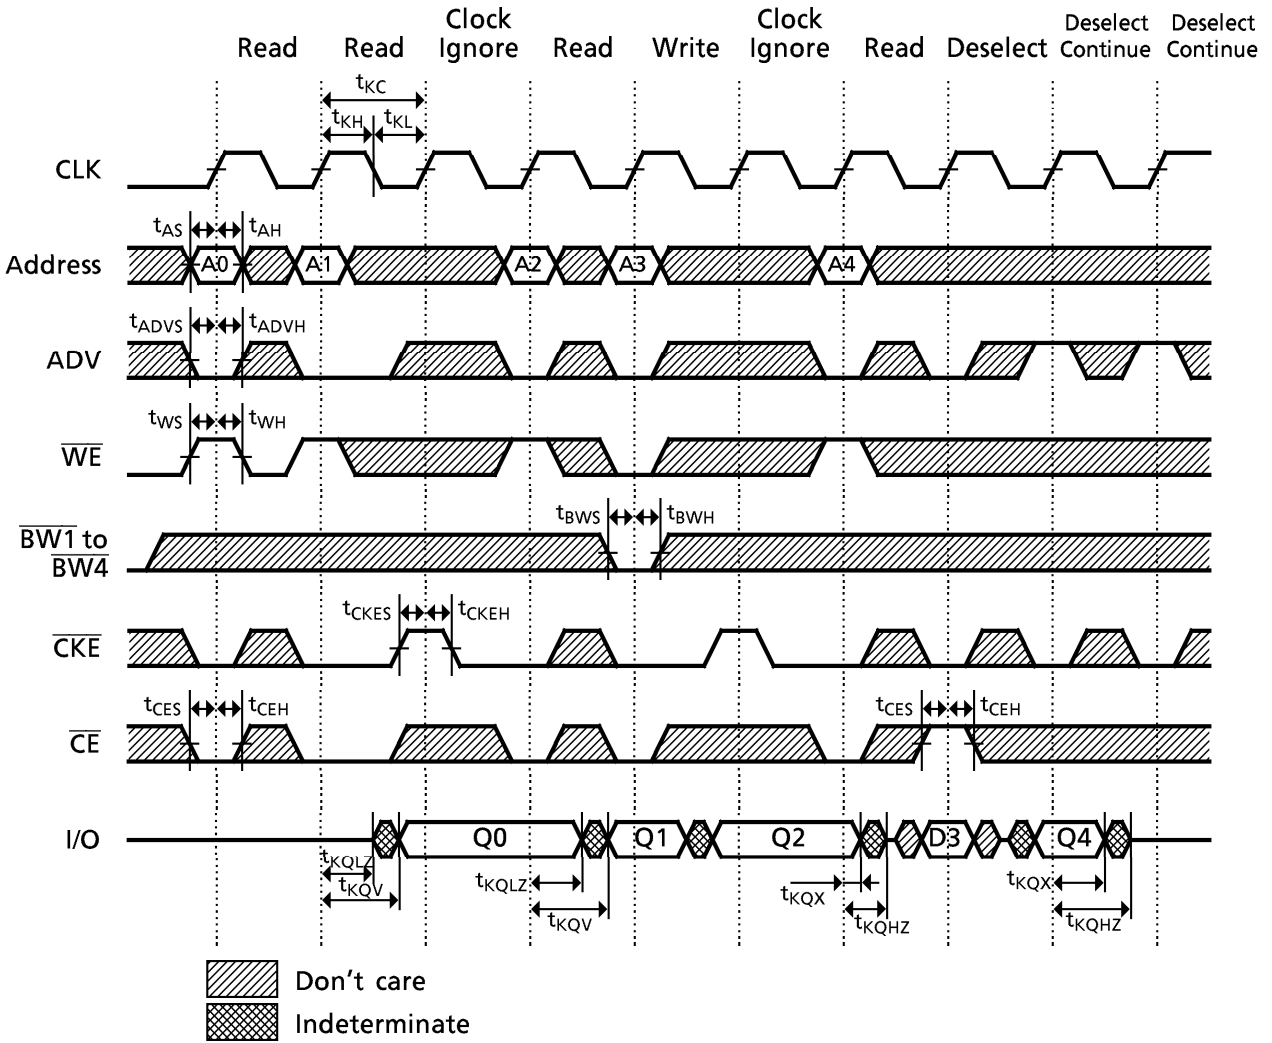 Read
Read
Clock
Ignore
Read
Write
Clock
Ignore
Read
Deselect
Deselect
Continue
Deselect
Continue
tKC
tKH
tKL
CLK
tAS
tAH
Address
A0
A1
A2
A3
A4
tADVS
tADVH
ADV
tWS
tWH
WE
tBWS
tBWH
BW1 to
BW4
tCKES
tCKEH
CKE
tCES
tCEH
tCES
tCEH
CE
I/O
Q0
Q1
Q2
D3
Q4
tKQLZ
tKQV
tKQLZ
tKQV
tKQX
tKQHZ
tKQX
tKQHZ
Don't care
Indeterminate